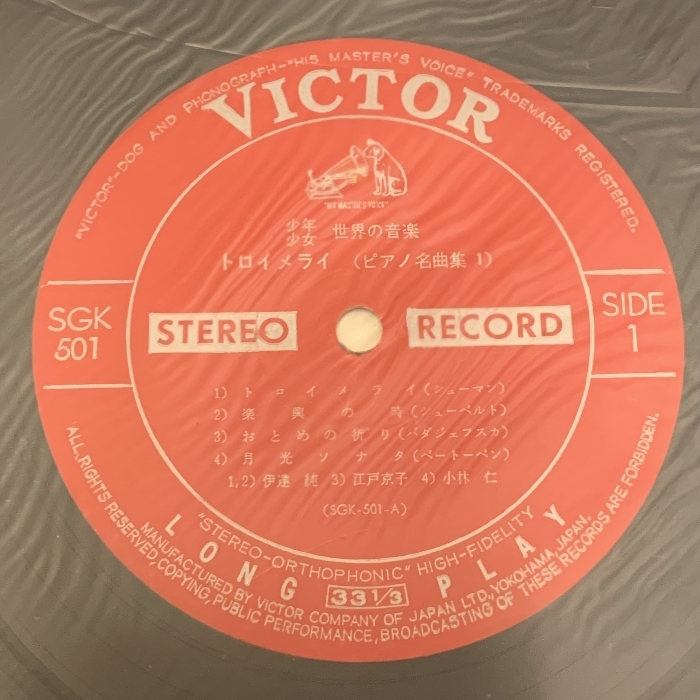 "VICTOR"-DOG AND PHONOGRAPH-"HIS MASTER'S VOICE" TRADEMARKS REGISTERED.
VICTOR
"HIS MASTER'S VOICE"
少年
少女 世界の音楽
トロイメライ (ピアノ名曲集 1)
SGK
501
STEREO
RECORD
SIDE
1
1) トロイメライ(シューマン)
2) 楽興の時(シューベルト)
3) おとめの祈り(バダジェフスカ)
4) 月光ソナタ(ベートーベン)
1,2) 伊達 純 3) 江戸京子 4) 小林 仁
(SGK-501-A)
"STEREO-ORTHOPHONIC" HIGH-FIDELITY
LONG 33 1/3 PLAY
MANUFACTURED BY VICTOR COMPANY OF JAPAN LTD., YOKOHAMA, JAPAN.
ALL RIGHTS RESERVED, COPYING, PUBLIC PERFORMANCE, BROADCASTING OF THESE RECORDS ARE FORBIDDEN.